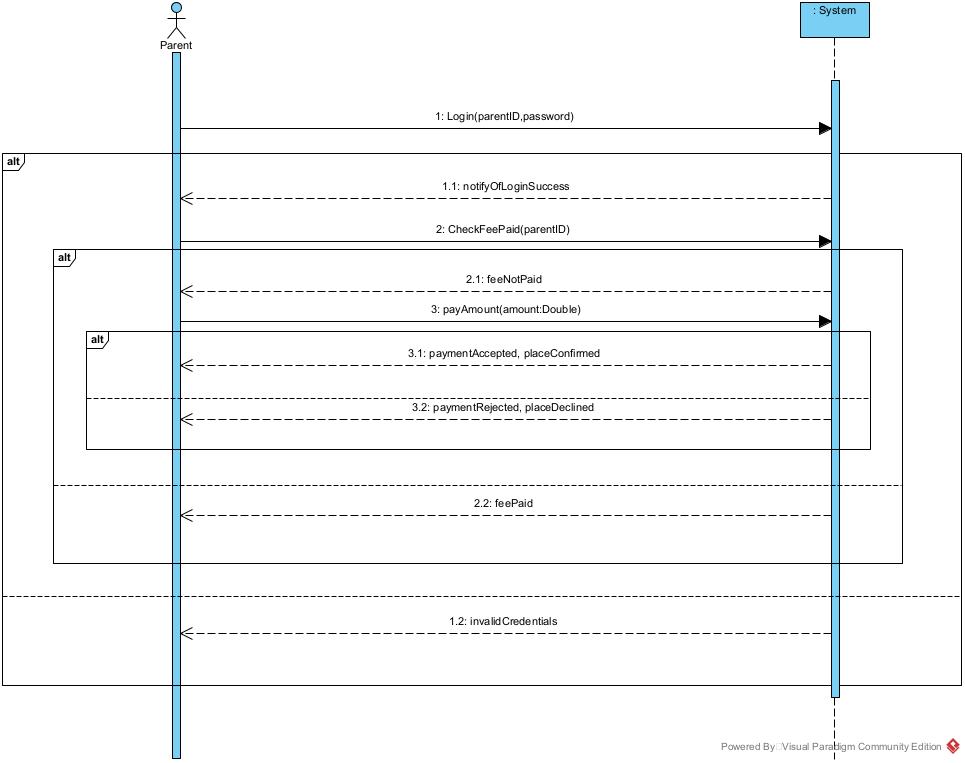 : System
Parent
1: Login(parentID,password)
alt
1.1: notifyOfLoginSuccess
2: CheckFeePaid(parentID)
alt
2.1: feeNotPaid
3: payAmount(amount:Double)
alt
3.1: paymentAccepted, placeConfirmed
3.2: paymentRejected, placeDeclined
2.2: feePaid
1.2: invalidCredentials
Powered By Visual Paradigm Community Edition